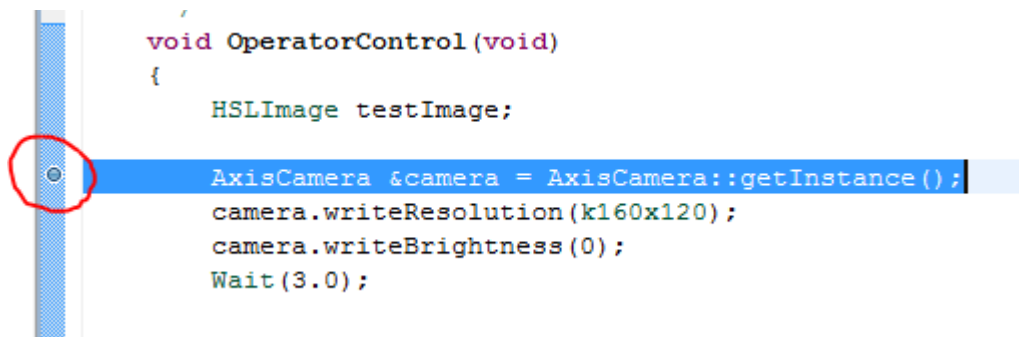 void OperatorControl(void)
{
HSLImage testImage;
AxisCamera &camera = AxisCamera::getInstance();
camera.writeResolution(k160x120);
camera.writeBrightness(0);
Wait(3.0);